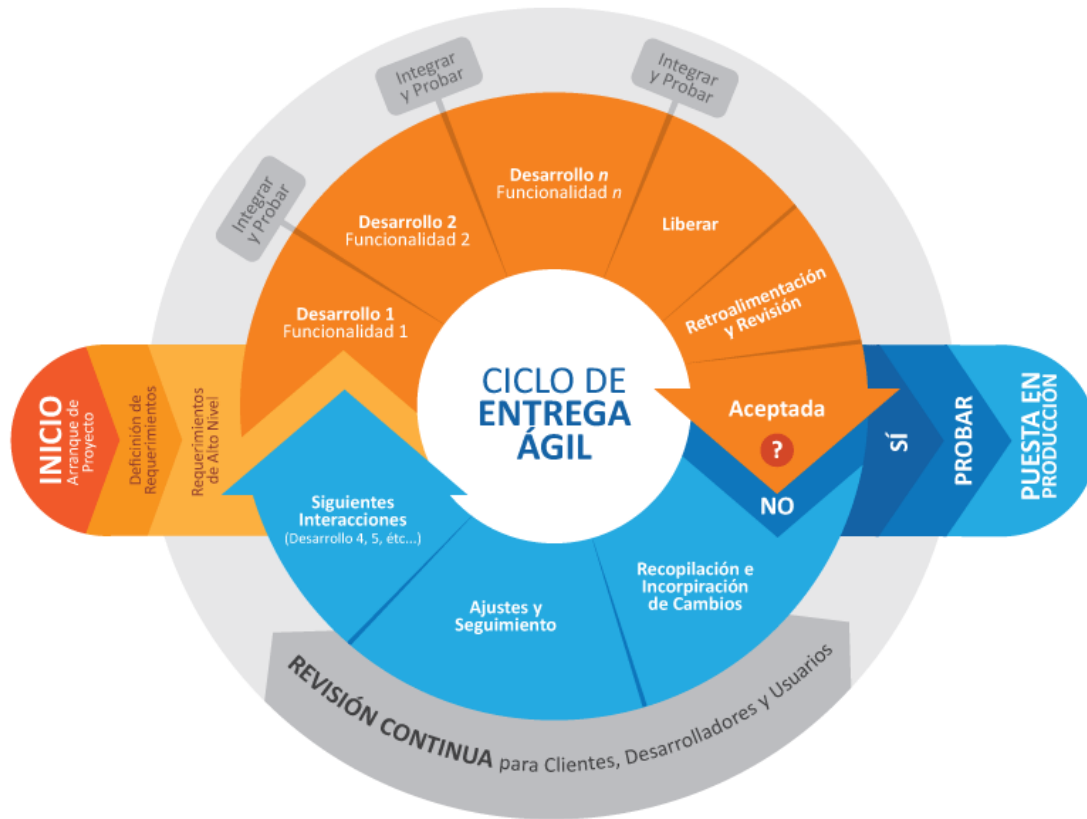 INICIO
Arranque de
Proyecto
Deficinión de
Requerimientos
Requerimientos
de Alto Nivel
Desarrollo 1
Funcionalidad 1
Integrar
y Probar
Desarrollo 2
Funcionalidad 2
Integrar
y Probar
Desarrollo n
Funcionalidad n
Integrar
y Probar
Liberar
Retroalimentación
y Revisión
Aceptada
?
SÍ
PROBAR
PUESTA EN
PRODUCCIÓN
NO
Recopilación e
Incorpiración
de Cambios
Ajustes y
Seguimiento
Siguientes
Interacciones
(Desarrollo 4, 5, étc...)
CICLO DE
ENTREGA
ÁGIL
REVISIÓN CONTINUA para Clientes, Desarrolladores y Usuarios